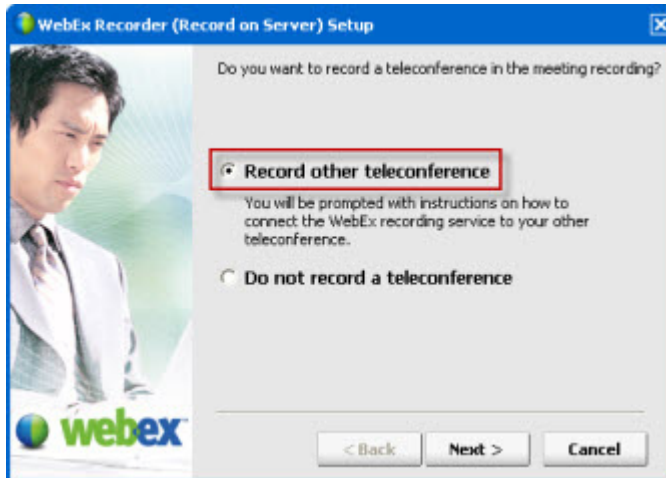 WebEx Recorder (Record on Server) Setup
Do you want to record a teleconference in the meeting recording?
Record other teleconference
You will be prompted with instructions on how to
connect the WebEx recording service to your other
teleconference.
Do not record a teleconference
webex
< Back Next > Cancel